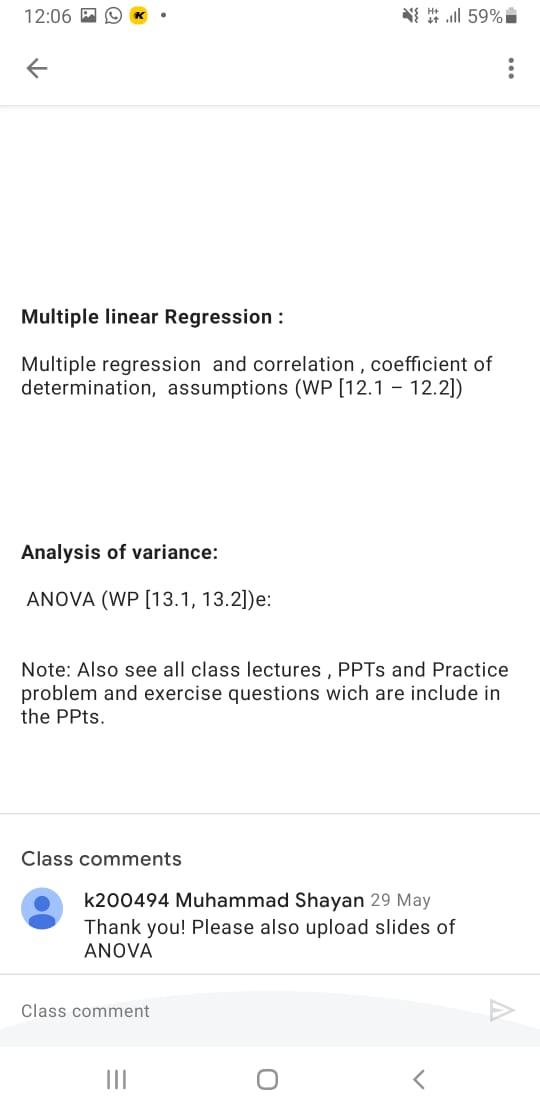 12:06 59%
Multiple linear Regression :
Multiple regression  and correlation , coefficient of
determination,  assumptions (WP [12.1 – 12.2])
Analysis of variance:
ANOVA (WP [13.1, 13.2])e:
Note: Also see all class lectures , PPTs and Practice
problem and exercise questions wich are include in
the PPts.
Class comments
k200494 Muhammad Shayan 29 May
Thank you! Please also upload slides of
ANOVA
Class comment